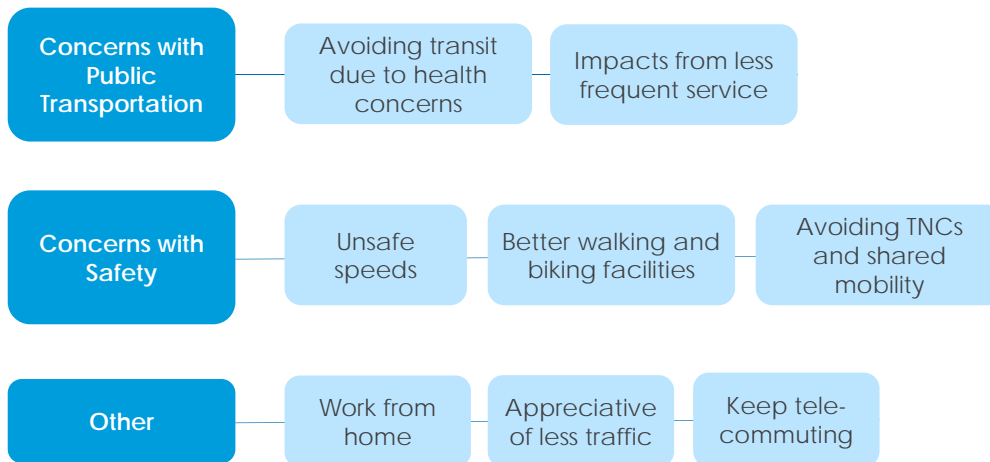 Concerns with
Public
Transportation
Avoiding transit
due to health
concerns
Impacts from less
frequent service
Concerns with
Safety
Unsafe
speeds
Better walking and
biking facilities
Avoiding TNCs
and shared
mobility
Other
Work from
home
Appreciative
of less traffic
Keep tele-
commuting